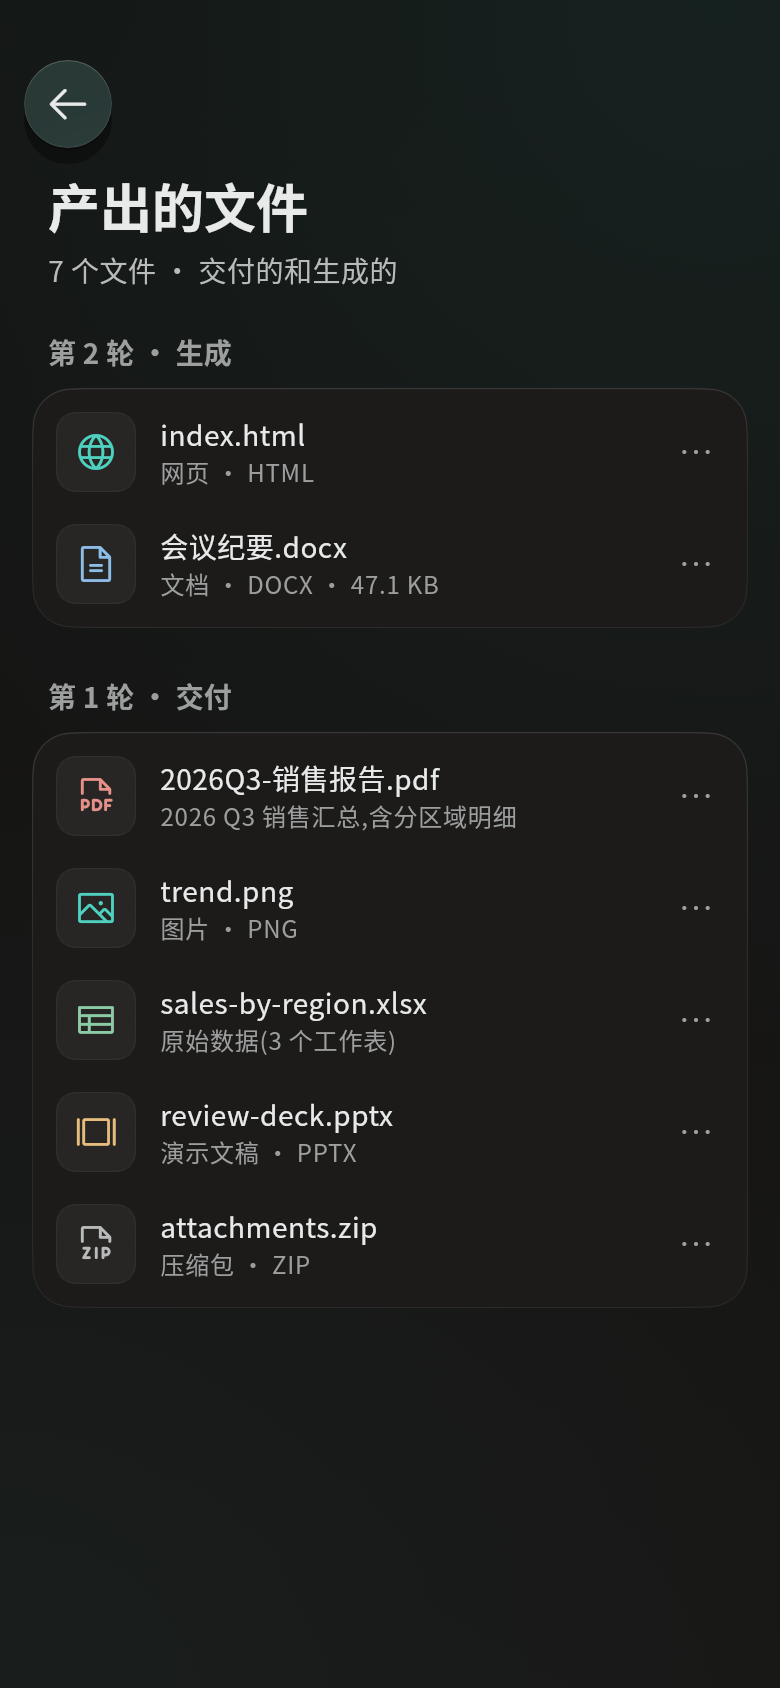 产出的文件
7 个文件 • 交付的和生成的
第 2 轮 • 生成
index.html
网页 • HTML
会议纪要.docx
文档 • DOCX • 47.1 KB
第 1 轮 • 交付
PDF
2026Q3-销售报告.pdf
2026 Q3 销售汇总,含分区域明细
trend.png
图片 • PNG
sales-by-region.xlsx
原始数据(3 个工作表)
review-deck.pptx
演示文稿 • PPTX
ZIP
attachments.zip
压缩包 • ZIP